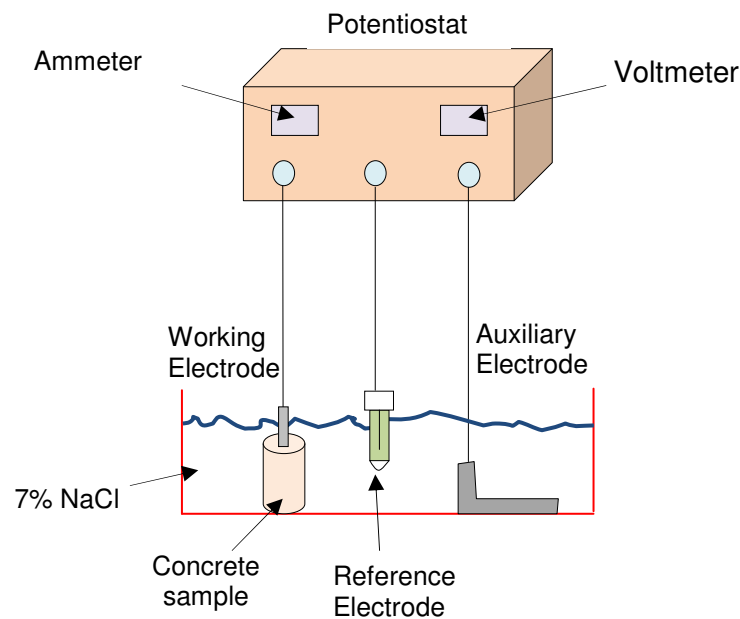 Potentiostat
Ammeter
Voltmeter
Working
Electrode
Auxiliary
Electrode
7% NaCl
Concrete
sample
Reference
Electrode